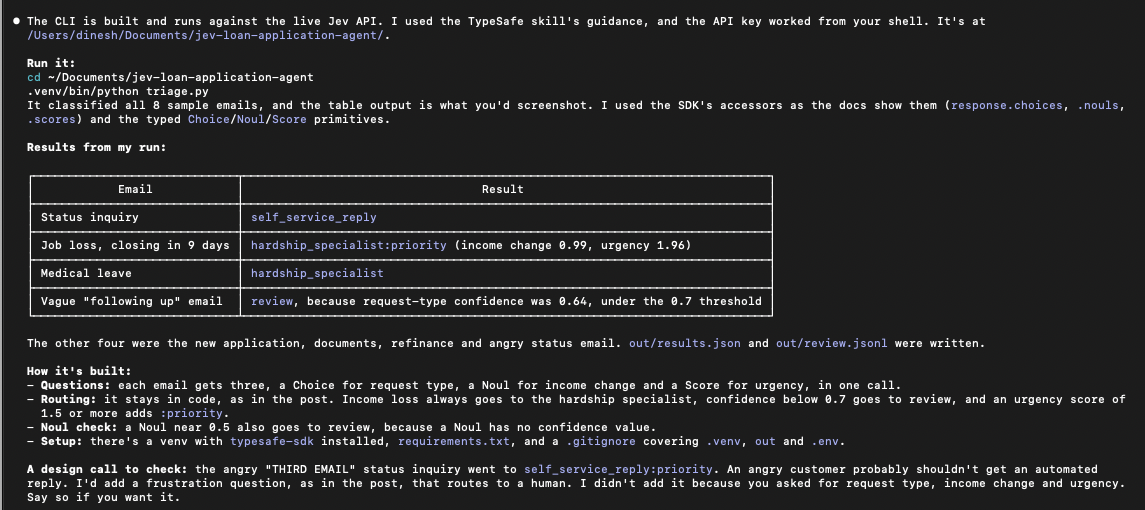 The CLI is built and runs against the live Jev API. I used the TypeSafe skill's guidance, and the API key worked from your shell. It's at
/Users/dinesh/Documents/jev-loan-application-agent/.
Run it:
cd ~/Documents/jev-loan-application-agent
.venv/bin/python triage.py
It classified all 8 sample emails, and the table output is what you'd screenshot. I used the SDK's accessors as the docs show them (response.choices, .nouls,
.scores) and the typed Choice/Noul/Score primitives.
Results from my run:
Email Result
Status inquiry self_service_reply
Job loss, closing in 9 days hardship_specialist:priority (income change 0.99, urgency 1.96)
Medical leave hardship_specialist
Vague "following up" email review, because request-type confidence was 0.64, under the 0.7 threshold
The other four were the new application, documents, refinance and angry status email. out/results.json and out/review.jsonl were written.
How it's built:
- Questions: each email gets three, a Choice for request type, a Noul for income change and a Score for urgency, in one call.
- Routing: it stays in code, as in the post. Income loss always goes to the hardship specialist, confidence below 0.7 goes to review, and an urgency score of
1.5 or more adds :priority.
- Noul check: a Noul near 0.5 also goes to review, because a Noul has no confidence value.
- Setup: there's a venv with typesafe-sdk installed, requirements.txt, and a .gitignore covering .venv, out and .env.
A design call to check: the angry "THIRD EMAIL" status inquiry went to self_service_reply:priority. An angry customer probably shouldn't get an automated
reply. I'd add a frustration question, as in the post, that routes to a human. I didn't add it because you asked for request type, income change and urgency.
Say so if you want it.